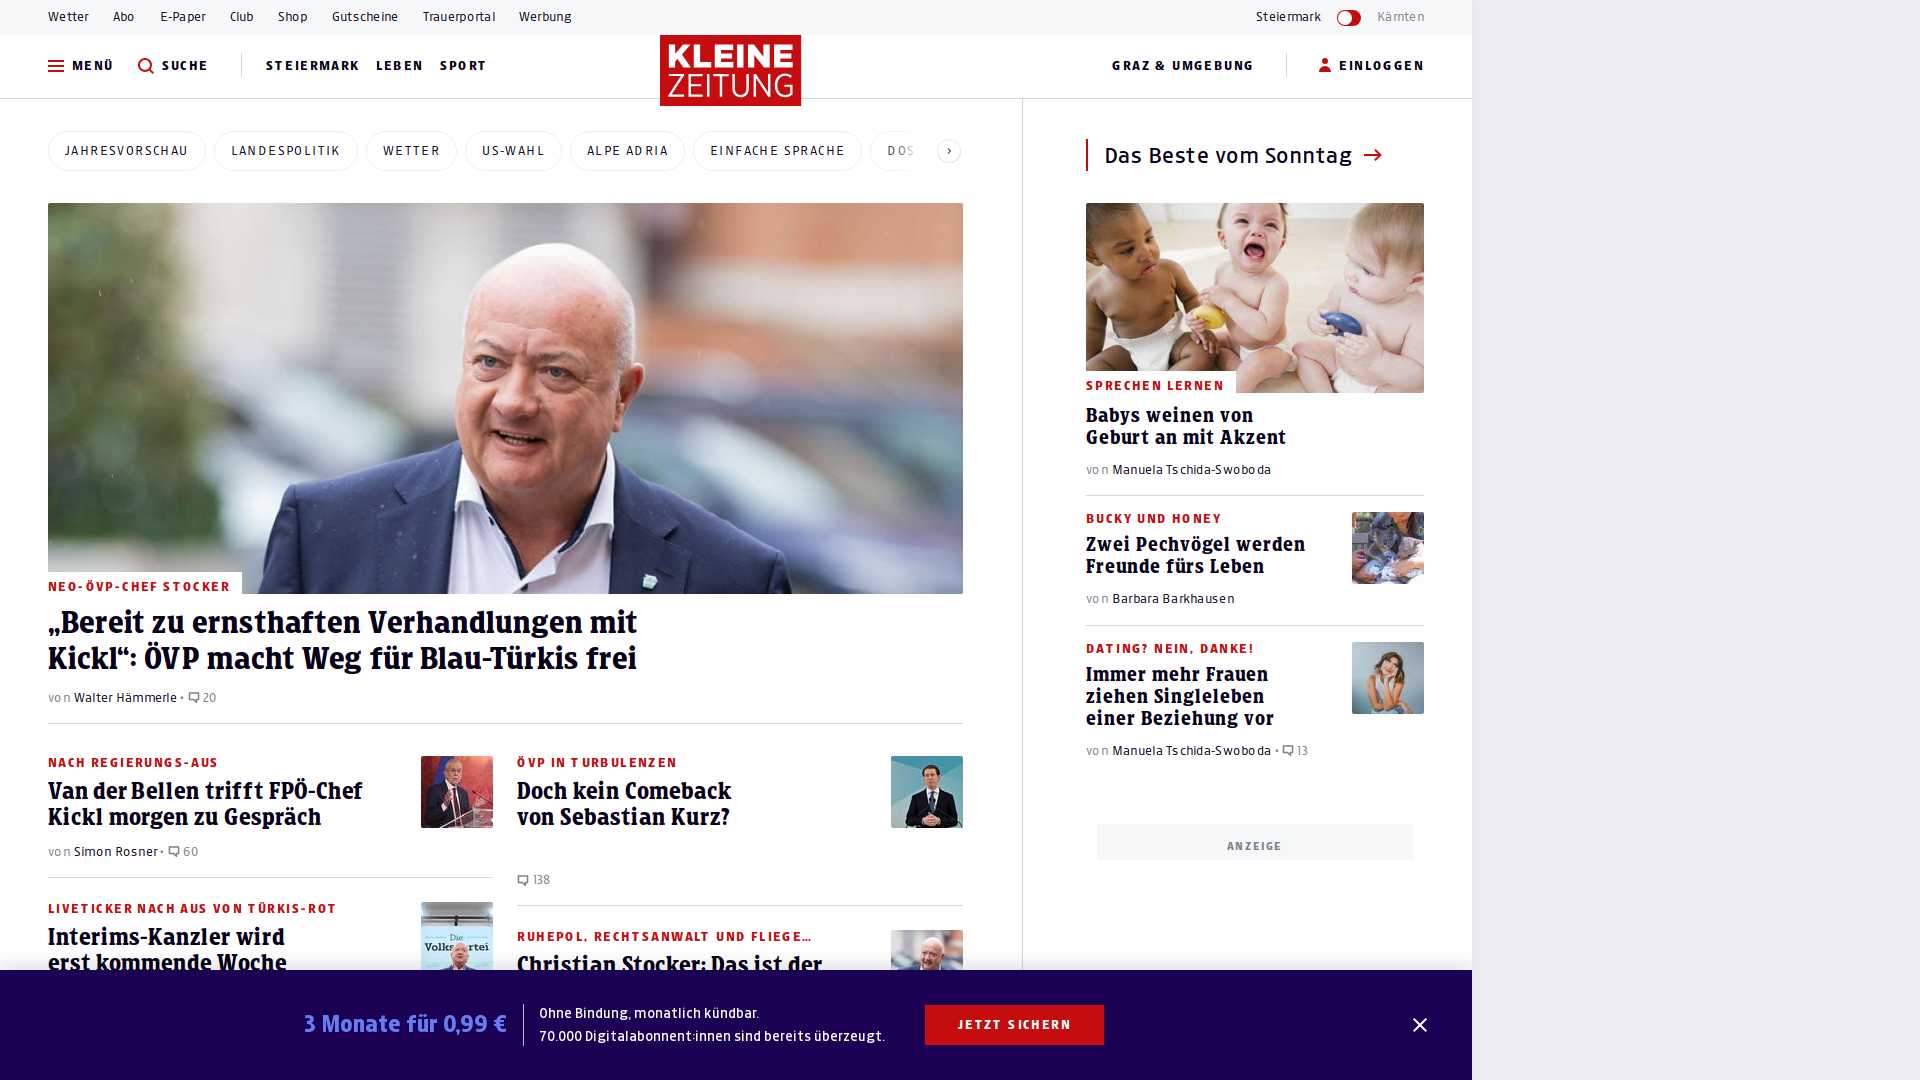 Wetter Abo E-Paper Club Shop Gutscheine Trauerportal Werbung
Steiermark Kärnten
MENÜ SUCHE STEIERMARK LEBEN SPORT
KLEINE
ZEITUNG
GRAZ & UMGEBUNG EINLOGGEN
JAHRESVORSCHAU LANDESPOLITIK WETTER US-WAHL ALPE ADRIA EINFACHE SPRACHE DOS
NEO-ÖVP-CHEF STOCKER
„Bereit zu ernsthaften Verhandlungen mit
Kickl“: ÖVP macht Weg für Blau-Türkis frei
von Walter Hämmerle • 20
NACH REGIERUNGS-AUS
Van der Bellen trifft FPÖ-Chef
Kickl morgen zu Gespräch
von Simon Rosner • 60
LIVETICKER NACH AUS VON TÜRKIS-ROT
Interims-Kanzler wird
erst kommende Woche
Die
Volkspartei
ÖVP IN TURBULENZEN
Doch kein Comeback
von Sebastian Kurz?
138
RUHEPOL, RECHTSANWALT UND FLIEGE…
Christian Stocker: Das ist der
Das Beste vom Sonntag
SPRECHEN LERNEN
Babys weinen von
Geburt an mit Akzent
von Manuela Tschida-Swoboda
BUCKY UND HONEY
Zwei Pechvögel werden
Freunde fürs Leben
von Barbara Barkhausen
DATING? NEIN, DANKE!
Immer mehr Frauen
ziehen Singleleben
einer Beziehung vor
von Manuela Tschida-Swoboda • 13
ANZEIGE
3 Monate für 0,99 €
Ohne Bindung, monatlich kündbar.
70.000 Digitalabonnent:innen sind bereits überzeugt.
JETZT SICHERN